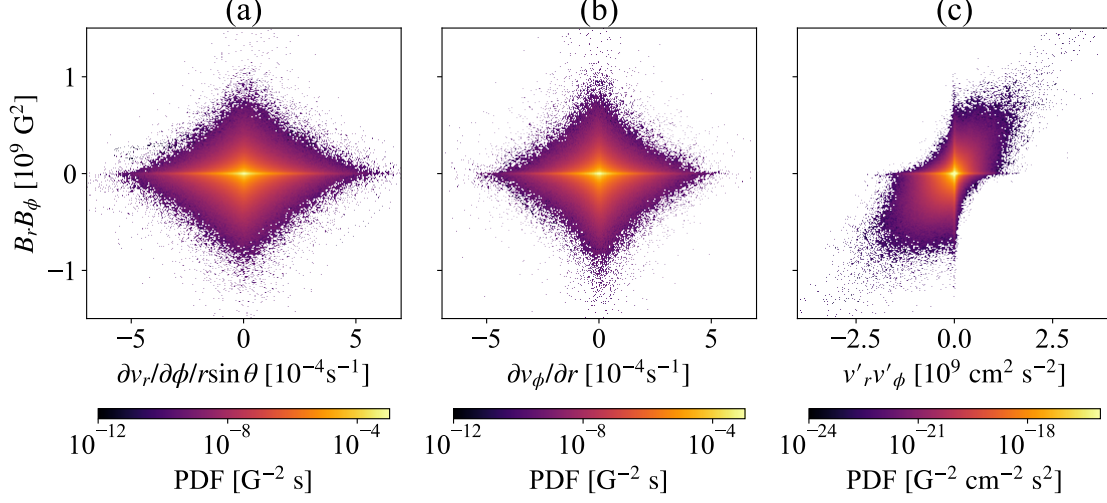 (a) (b) (c)
B_rB_ϕ [10^9 G^2]
1
0
−1
−5 0 5
−5 0 5
−2.5 0.0 2.5
∂v_r/∂ϕ/r sin θ [10^−4 s^−1]
∂v_ϕ/∂r [10^−4 s^−1]
v′_r v′_ϕ [10^9 cm^2 s^−2]
10^−12 10^−8 10^−4
PDF [G^−2 s]
10^−12 10^−8 10^−4
PDF [G^−2 s]
10^−24 10^−21 10^−18
PDF [G^−2 cm^−2 s^2]